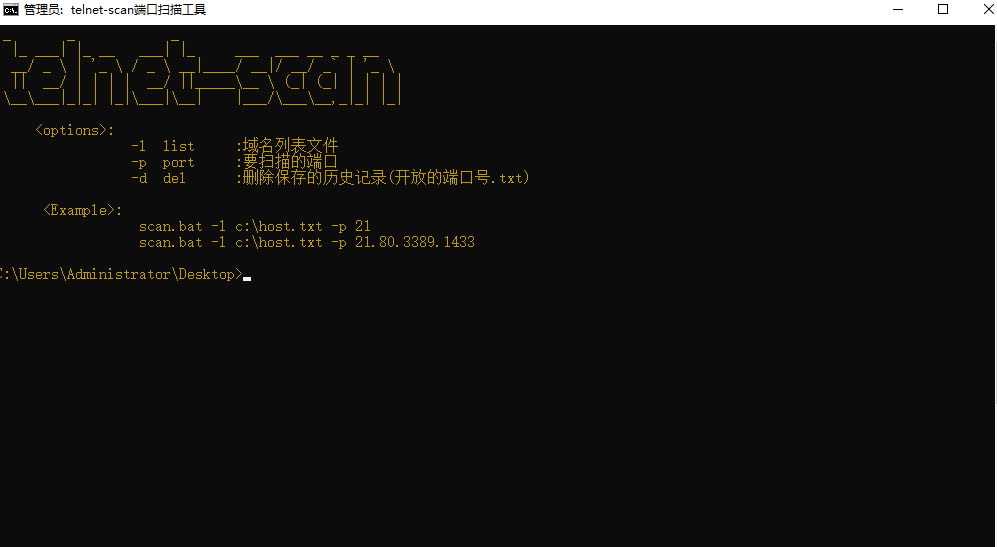 管理员: telnet-scan端口扫描工具
telnet-scan
<options>:
-l list :域名列表文件
-p port :要扫描的端口
-d del :删除保存的历史记录(开放的端口号.txt)
<Example>:
scan.bat -l c:\host.txt -p 21
scan.bat -l c:\host.txt -p 21.80.3389.1433
C:\Users\Administrator\Desktop>